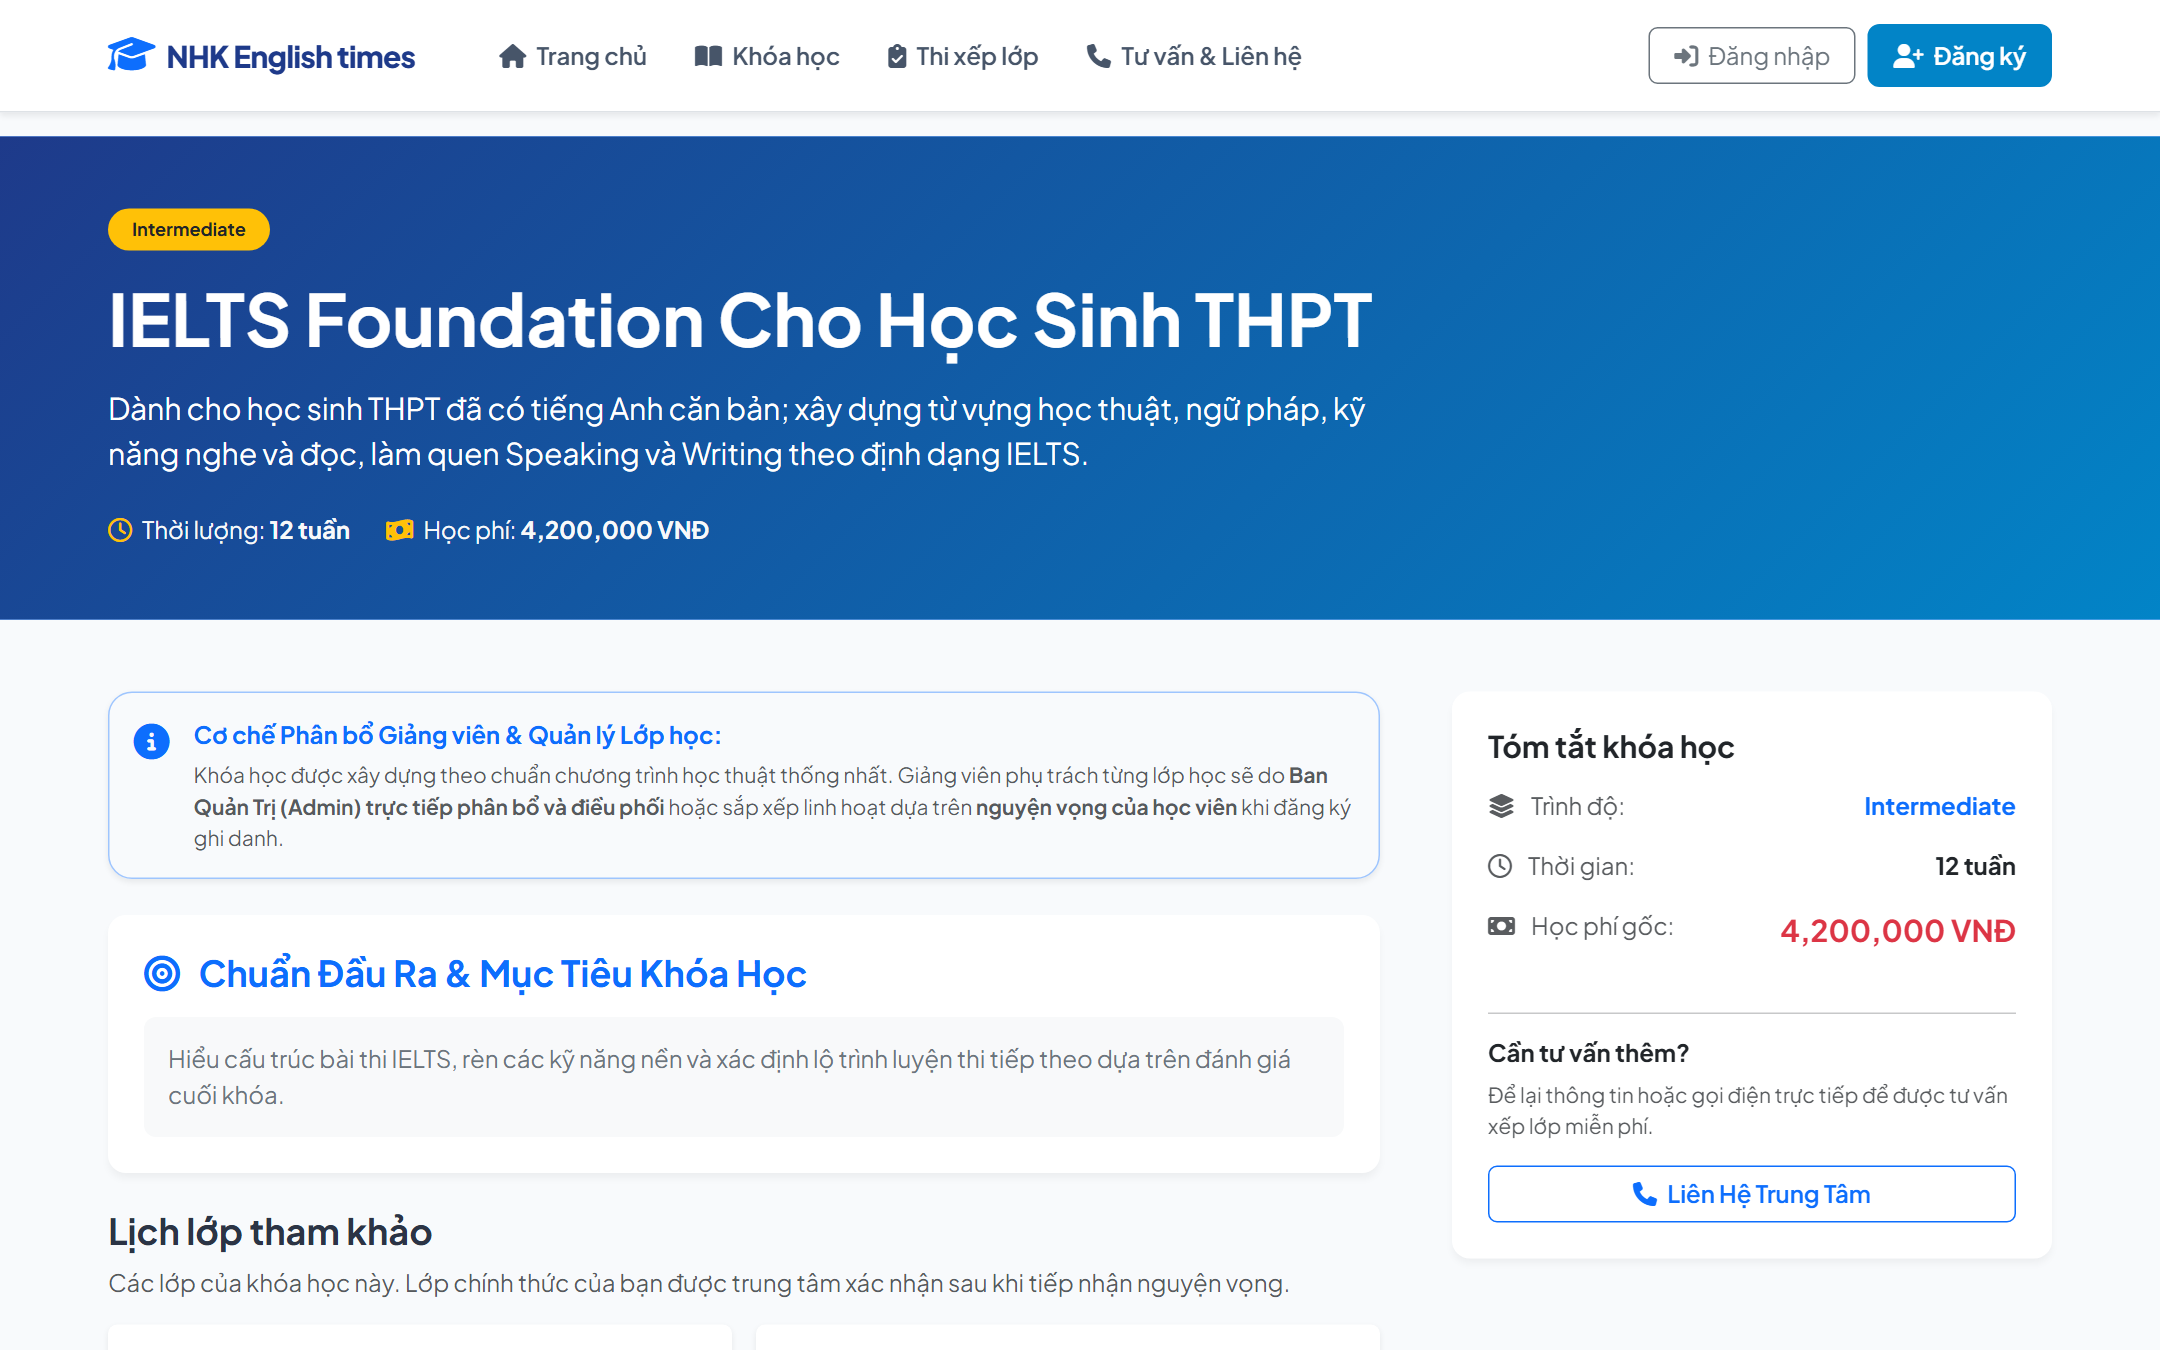 NHK English times
Trang chủ
Khóa học
Thi xếp lớp
Tư vấn & Liên hệ
Đăng nhập
Đăng ký
Intermediate
IELTS Foundation Cho Học Sinh THPT
Dành cho học sinh THPT đã có tiếng Anh căn bản; xây dựng từ vựng học thuật, ngữ pháp, kỹ
năng nghe và đọc, làm quen Speaking và Writing theo định dạng IELTS.
Thời lượng: 12 tuần
Học phí: 4,200,000 VNĐ
Cơ chế Phân bổ Giảng viên & Quản lý Lớp học:
Khóa học được xây dựng theo chuẩn chương trình học thuật thống nhất. Giảng viên phụ trách từng lớp học sẽ do Ban
Quản Trị (Admin) trực tiếp phân bổ và điều phối hoặc sắp xếp linh hoạt dựa trên nguyện vọng của học viên khi đăng ký
ghi danh.
Chuẩn Đầu Ra & Mục Tiêu Khóa Học
Hiểu cấu trúc bài thi IELTS, rèn các kỹ năng nền và xác định lộ trình luyện thi tiếp theo dựa trên đánh giá
cuối khóa.
Lịch lớp tham khảo
Các lớp của khóa học này. Lớp chính thức của bạn được trung tâm xác nhận sau khi tiếp nhận nguyện vọng.
Tóm tắt khóa học
Trình độ: Intermediate
Thời gian: 12 tuần
Học phí gốc: 4,200,000 VNĐ
Cần tư vấn thêm?
Để lại thông tin hoặc gọi điện trực tiếp để được tư vấn
xếp lớp miễn phí.
Liên Hệ Trung Tâm